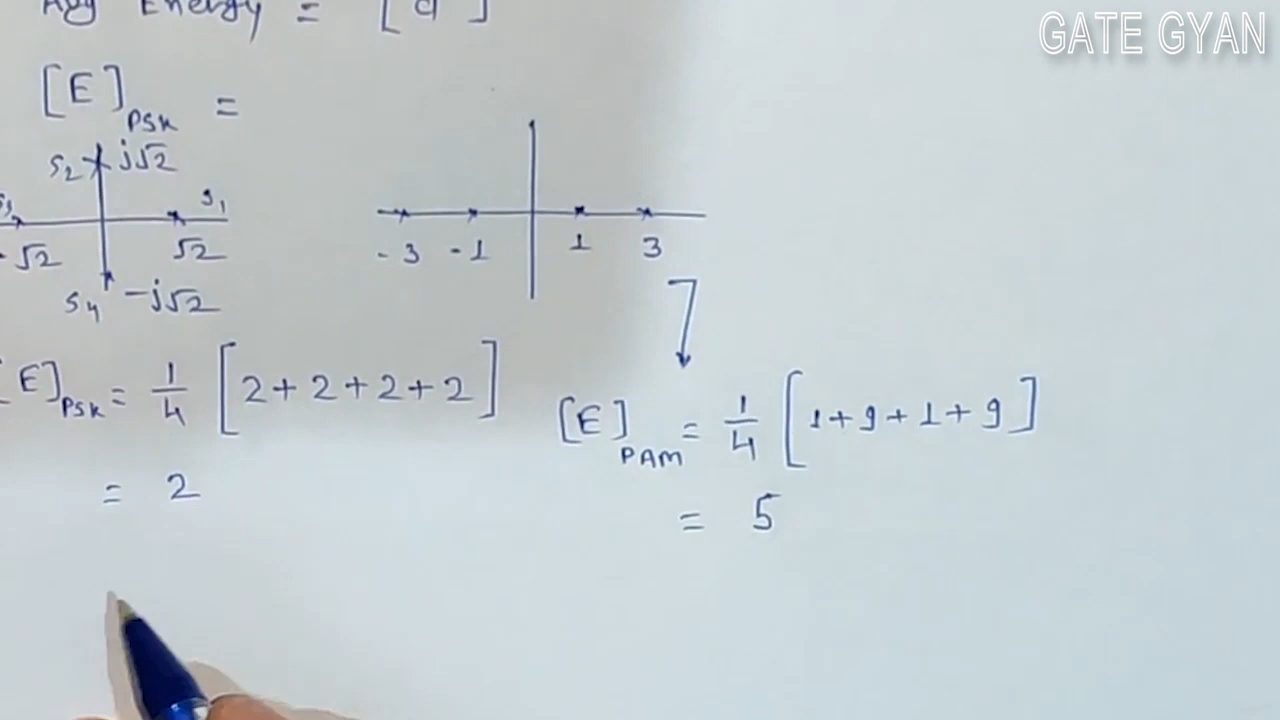 GATE GYAN
Avg Energy = [d]
[E]PSK =
S2 j√2
S1
-√2 √2
S4 -j√2
-3 -1 1 3
[E]PSK = 1/4 [2+2+2+2]
= 2
[E]PAM = 1/4 [1+9+1+9]
= 5